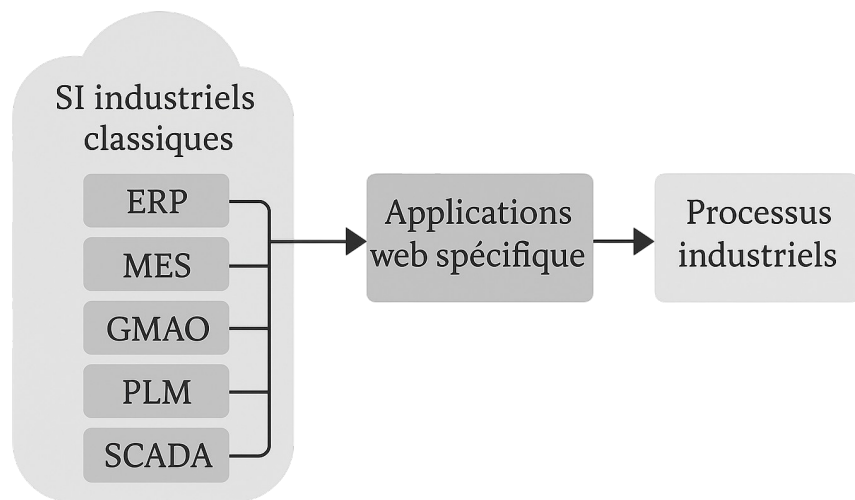 SI industriels
classiques
ERP
MES
GMAO
PLM
SCADA
Applications
web spécifique
Processus
industriels